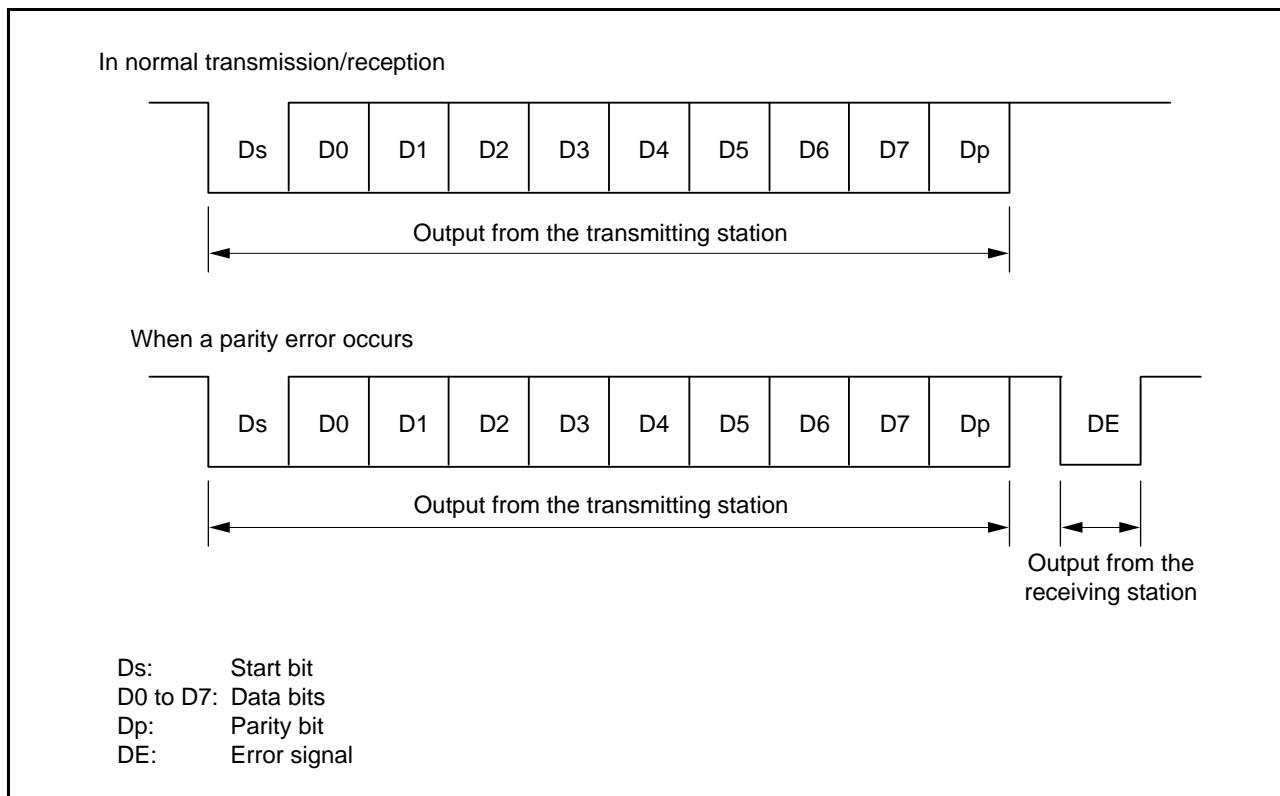 In normal transmission/reception
Ds D0 D1 D2 D3 D4 D5 D6 D7 Dp
Output from the transmitting station
When a parity error occurs
Ds D0 D1 D2 D3 D4 D5 D6 D7 Dp DE
Output from the transmitting station
Output from the
receiving station
Ds: Start bit
D0 to D7: Data bits
Dp: Parity bit
DE: Error signal